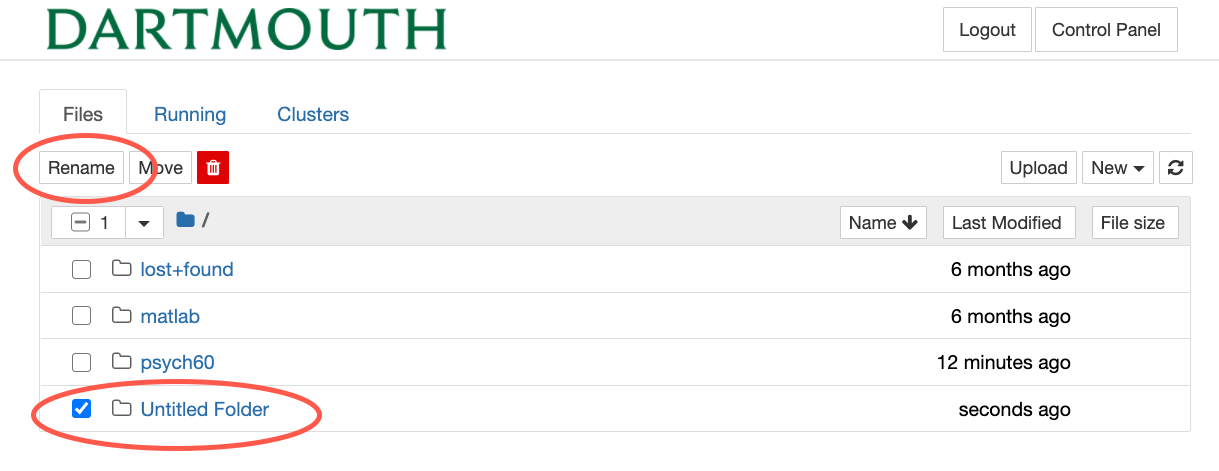 DARTMOUTH
Logout Control Panel
Files Running Clusters
Rename Move Upload New
1 / Name Last Modified File size
lost+found 6 months ago
matlab 6 months ago
psych60 12 minutes ago
Untitled Folder seconds ago